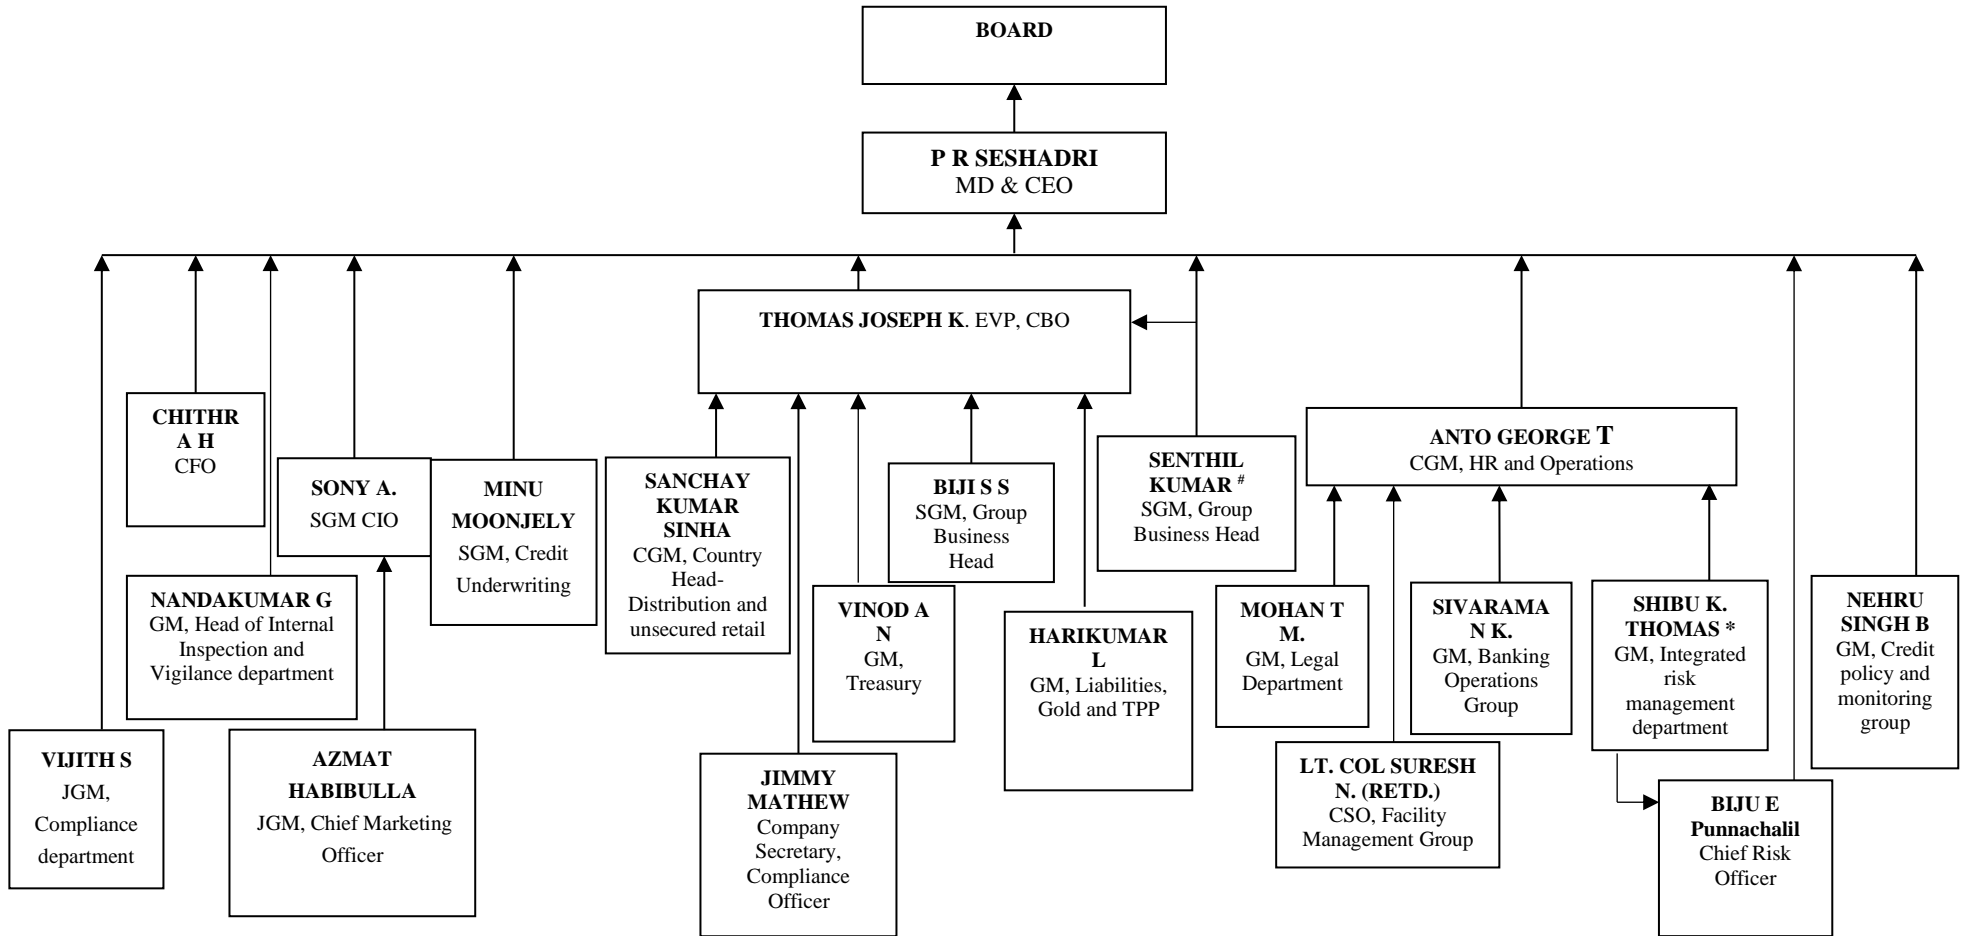 BOARD
P R SESHADRI
MD & CEO
THOMAS JOSEPH K. EVP, CBO
CHITHR
A H
CFO
SONY A.
SGM CIO
MINU
MOONJELY
SGM, Credit
Underwriting
SANCHAY
KUMAR
SINHA
CGM, Country
Head-
Distribution and
unsecured retail
BIJI S S
SGM, Group
Business
Head
SENTHIL
KUMAR #
SGM, Group
Business Head
ANTO GEORGE T
CGM, HR and Operations
NANDAKUMAR G
GM, Head of Internal
Inspection and
Vigilance department
VINOD A
N
GM,
Treasury
HARIKUMAR
L
GM, Liabilities,
Gold and TPP
MOHAN T
M.
GM, Legal
Department
SIVARAMA
N K.
GM, Banking
Operations
Group
SHIBU K.
THOMAS *
GM, Integrated
risk
management
department
NEHRU
SINGH B
GM, Credit
policy and
monitoring
group
VIJITH S
JGM,
Compliance
department
AZMAT
HABIBULLA
JGM, Chief Marketing
Officer
JIMMY
MATHEW
Company
Secretary,
Compliance
Officer
LT. COL SURESH
N. (RETD.)
CSO, Facility
Management Group
BIJU E
Punnachalil
Chief Risk
Officer